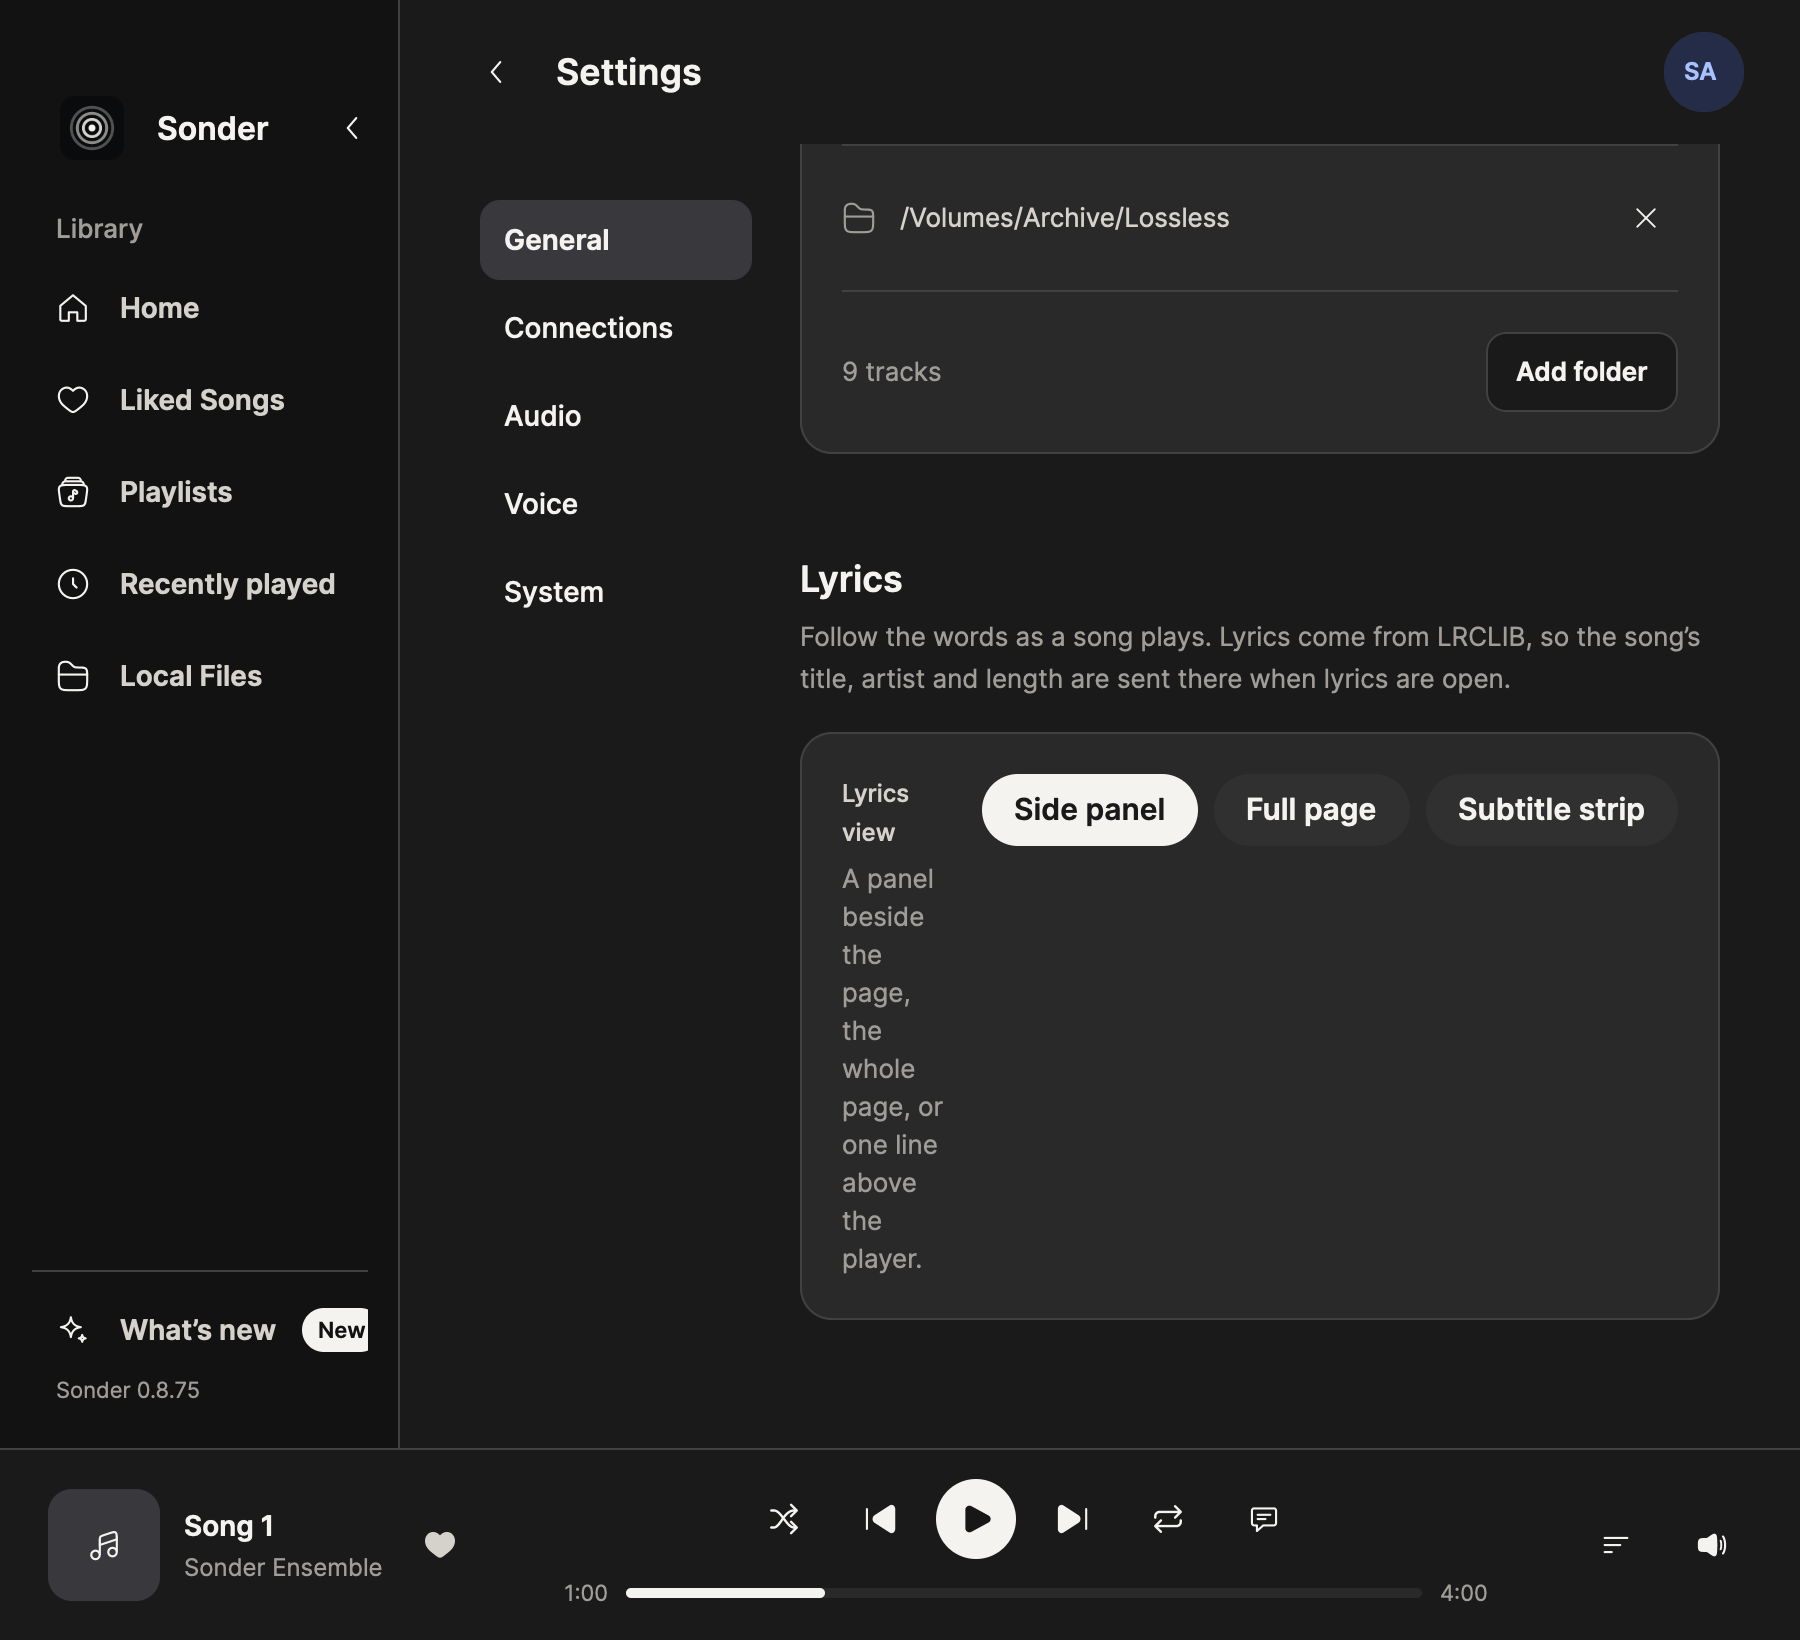 Sonder
Library
Home
Liked Songs
Playlists
Recently played
Local Files
What’s new
New
Sonder 0.8.75
Settings
SA
General
Connections
Audio
Voice
System
/Volumes/Archive/Lossless
9 tracks
Add folder
Lyrics
Follow the words as a song plays. Lyrics come from LRCLIB, so the song’s
title, artist and length are sent there when lyrics are open.
Lyrics
view
A panel
beside
the
page,
the
whole
page, or
one line
above
the
player.
Side panel
Full page
Subtitle strip
Song 1
Sonder Ensemble
1:00
4:00